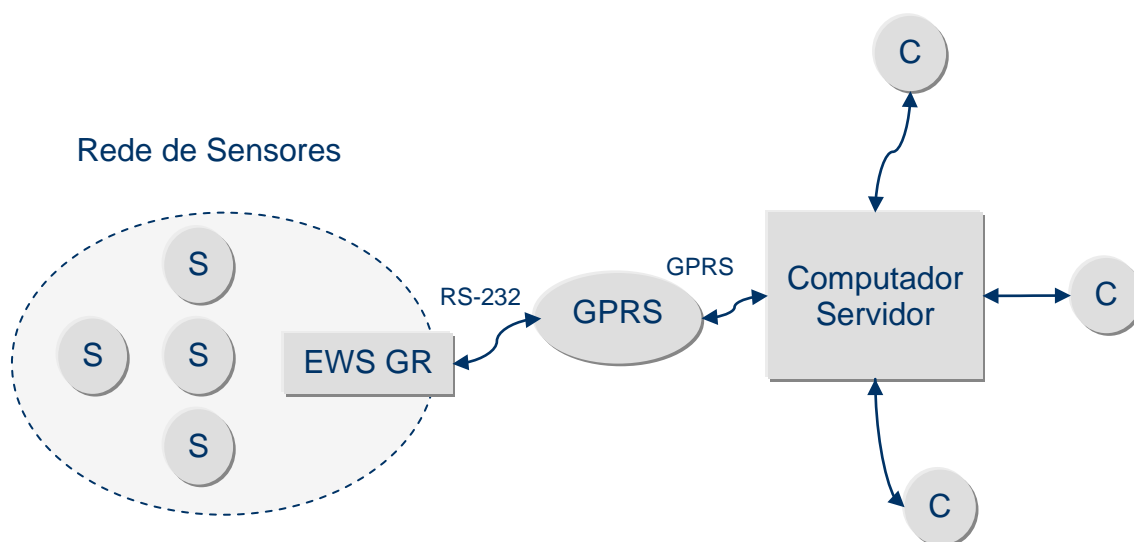 C
Rede de Sensores
S
S
S
S
EWS GR
RS-232
GPRS
GPRS
Computador
Servidor
C
C